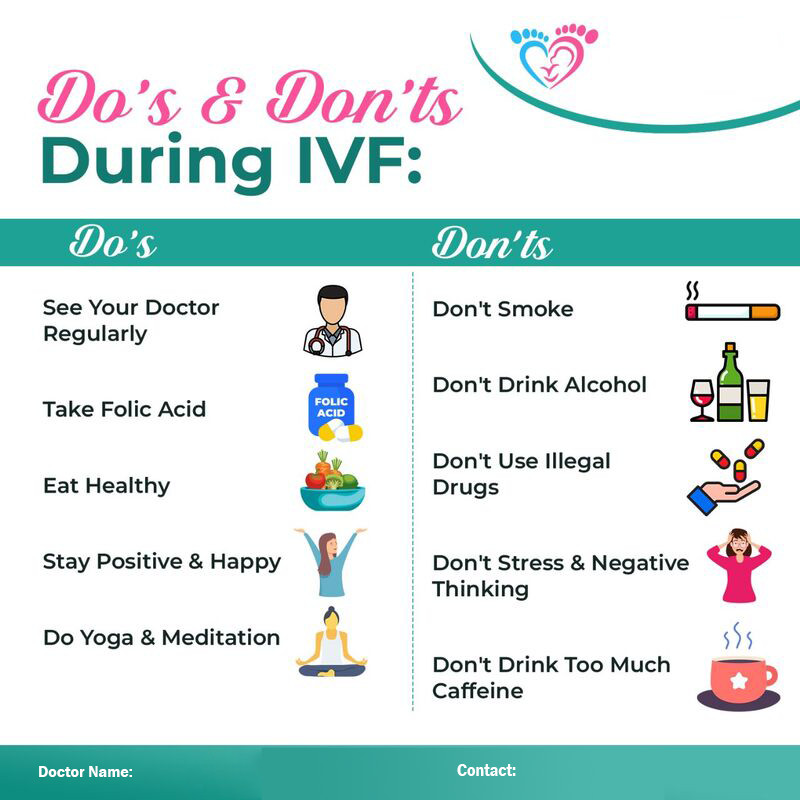 Do's & Don'ts
During IVF:
Do's
Don'ts
See Your Doctor
Regularly
Take Folic Acid
FOLIC
ACID
Eat Healthy
Stay Positive & Happy
Do Yoga & Meditation
Don't Smoke
Don't Drink Alcohol
Don't Use Illegal
Drugs
Don't Stress & Negative
Thinking
Don't Drink Too Much
Caffeine
Doctor Name:
Contact: